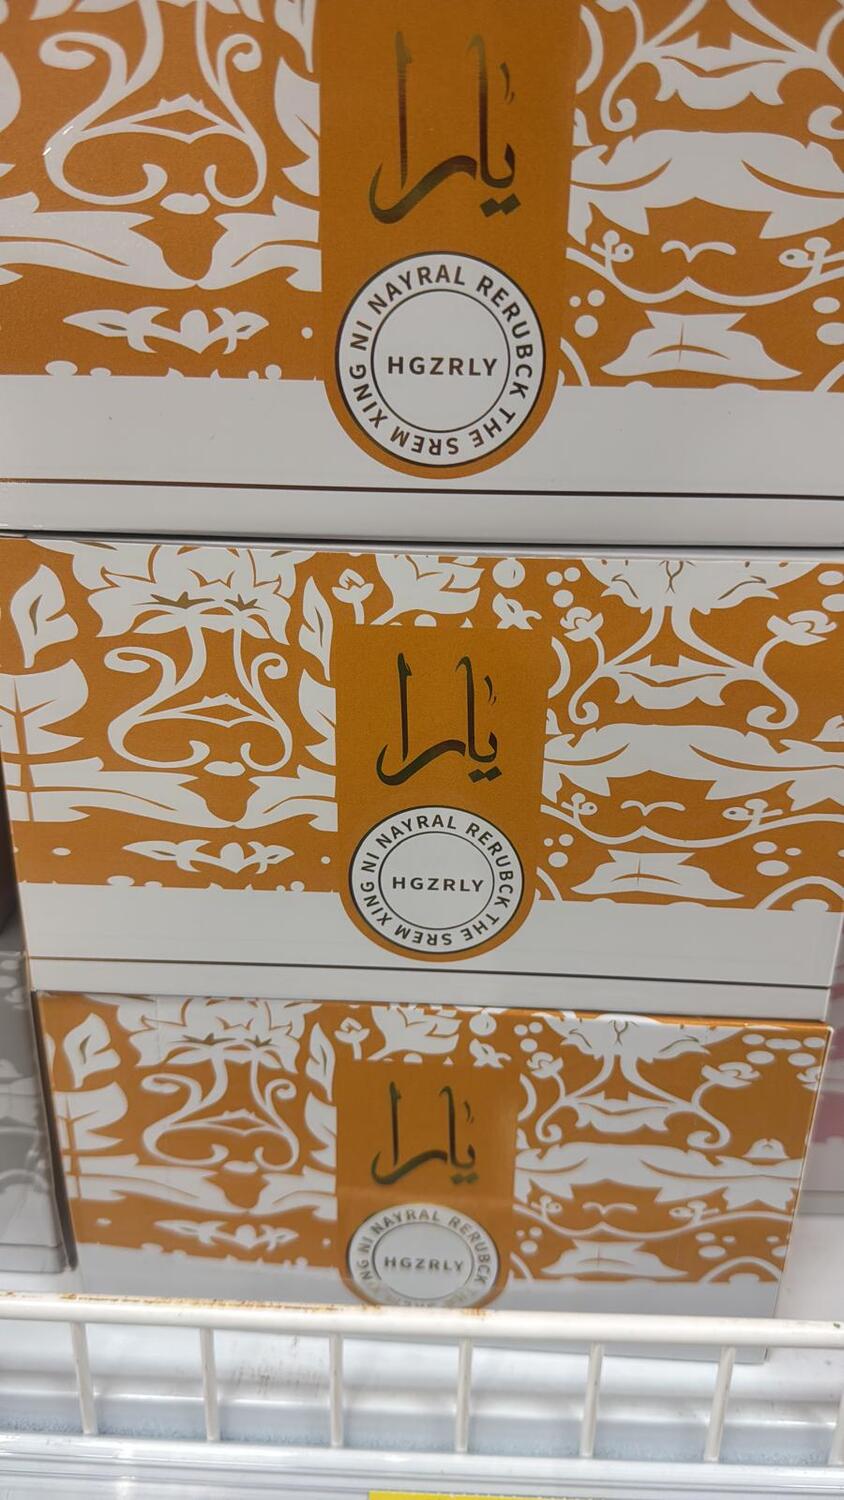 يارا
NI NAYRAL RERUBCK THE SREM XING
HGZRLY
يارا
NI NAYRAL RERUBCK THE SREM XING
HGZRLY
يارا
NI NAYRAL RERUBCK
HGZRLY